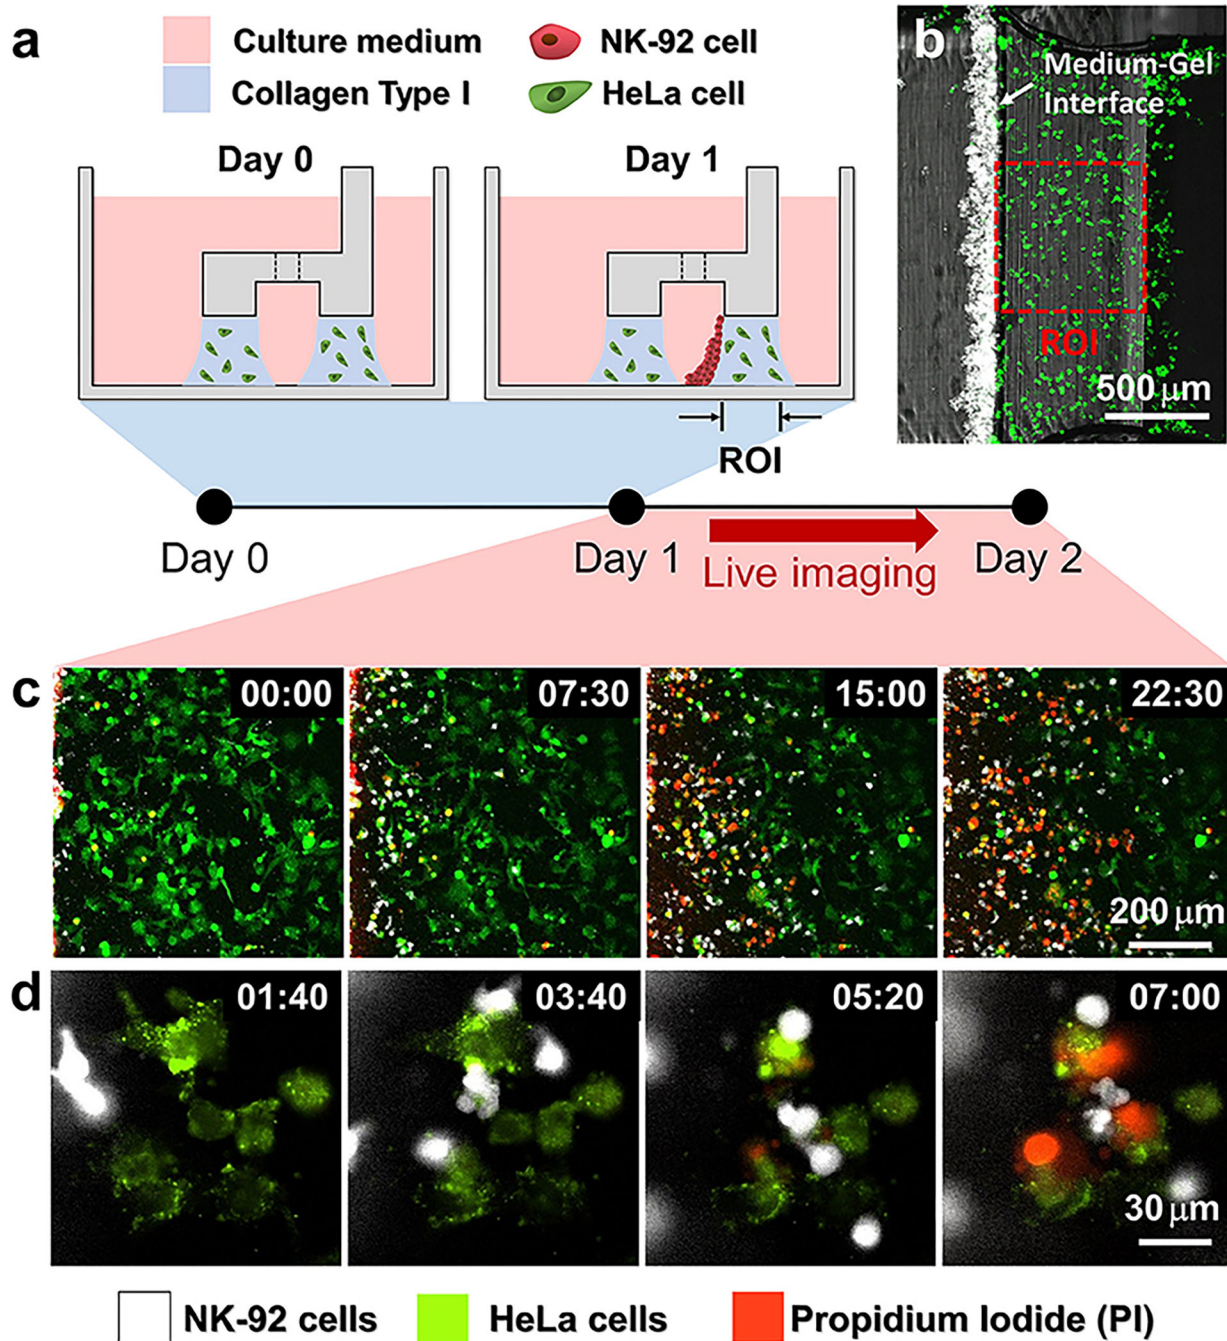 a
Culture medium
NK-92 cell
Collagen Type I
HeLa cell
Day 0
Day 1
ROI
b
Medium-Gel
Interface
ROI
500 μm
Day 0
Day 1
Live imaging
Day 2
c
00:00
07:30
15:00
22:30
200 μm
d
01:40
03:40
05:20
07:00
30 μm
NK-92 cells
HeLa cells
Propidium Iodide (PI)